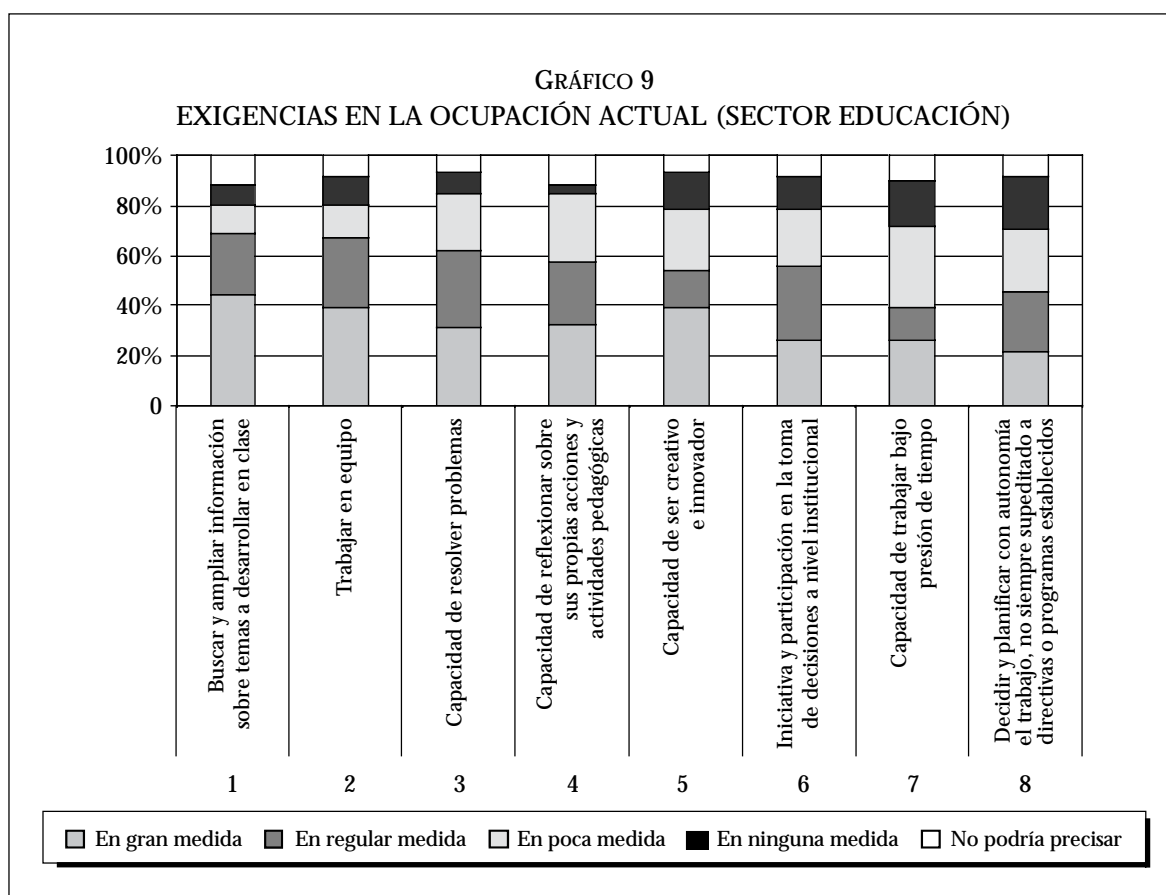 GRÁFICO 9
EXIGENCIAS EN LA OCUPACIÓN ACTUAL (SECTOR EDUCACIÓN)
100%
80%
60%
40%
20%
0
Buscar y ampliar información
sobre temas a desarrollar en clase
Trabajar en equipo
Capacidad de resolver problemas
Capacidad de reflexionar sobre
sus propias acciones y
actividades pedagógicas
Capacidad de ser creativo
e innovador
Iniciativa y participación en la toma
de decisiones a nivel institucional
Capacidad de trabajar bajo
presión de tiempo
Decidir y planificar con autonomía
el trabajo, no siempre supeditado a
directivas o programas establecidos
1 2 3 4 5 6 7 8
En gran medida En regular medida En poca medida En ninguna medida No podría precisar